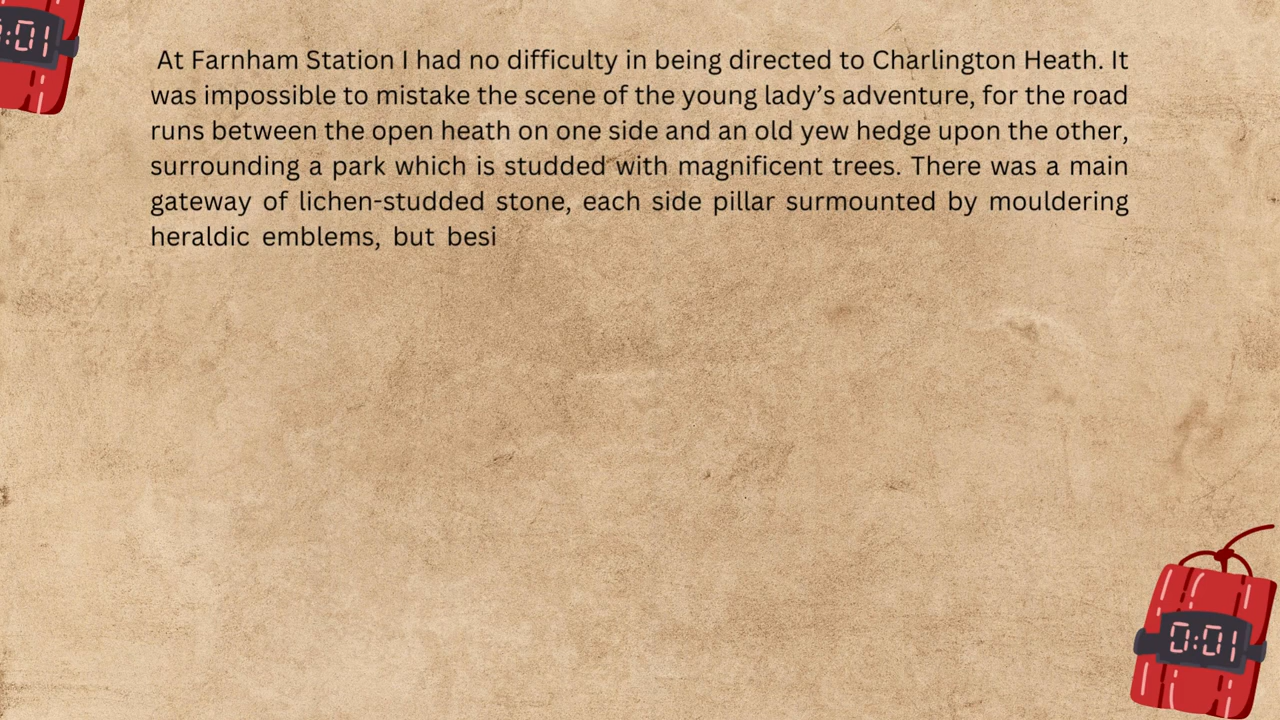 0:01
At Farnham Station I had no difficulty in being directed to Charlington Heath. It
was impossible to mistake the scene of the young lady’s adventure, for the road
runs between the open heath on one side and an old yew hedge upon the other,
surrounding a park which is studded with magnificent trees. There was a main
gateway of lichen-studded stone, each side pillar surmounted by mouldering
heraldic emblems, but besi
0:01